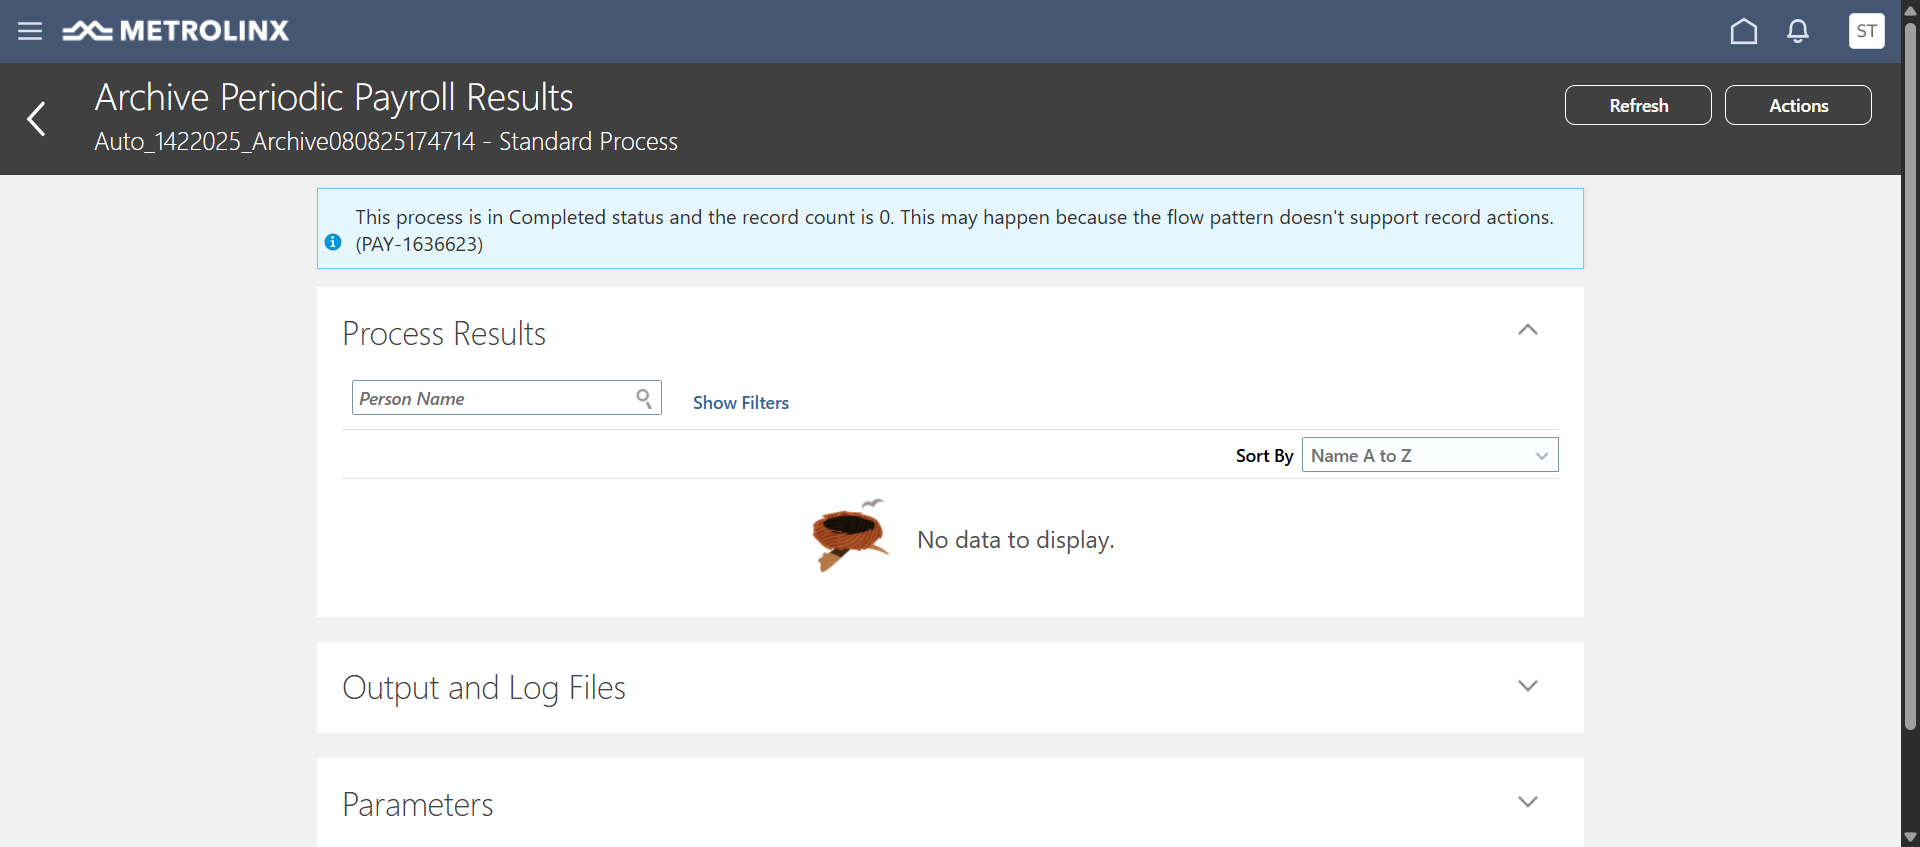 METROLINX
ST
Archive Periodic Payroll Results
Auto_1422025_Archive080825174714 - Standard Process
Refresh
Actions
This process is in Completed status and the record count is 0. This may happen because the flow pattern doesn't support record actions.
(PAY-1636623)
Process Results
Person Name
Show Filters
Sort By
Name A to Z
No data to display.
Output and Log Files
Parameters